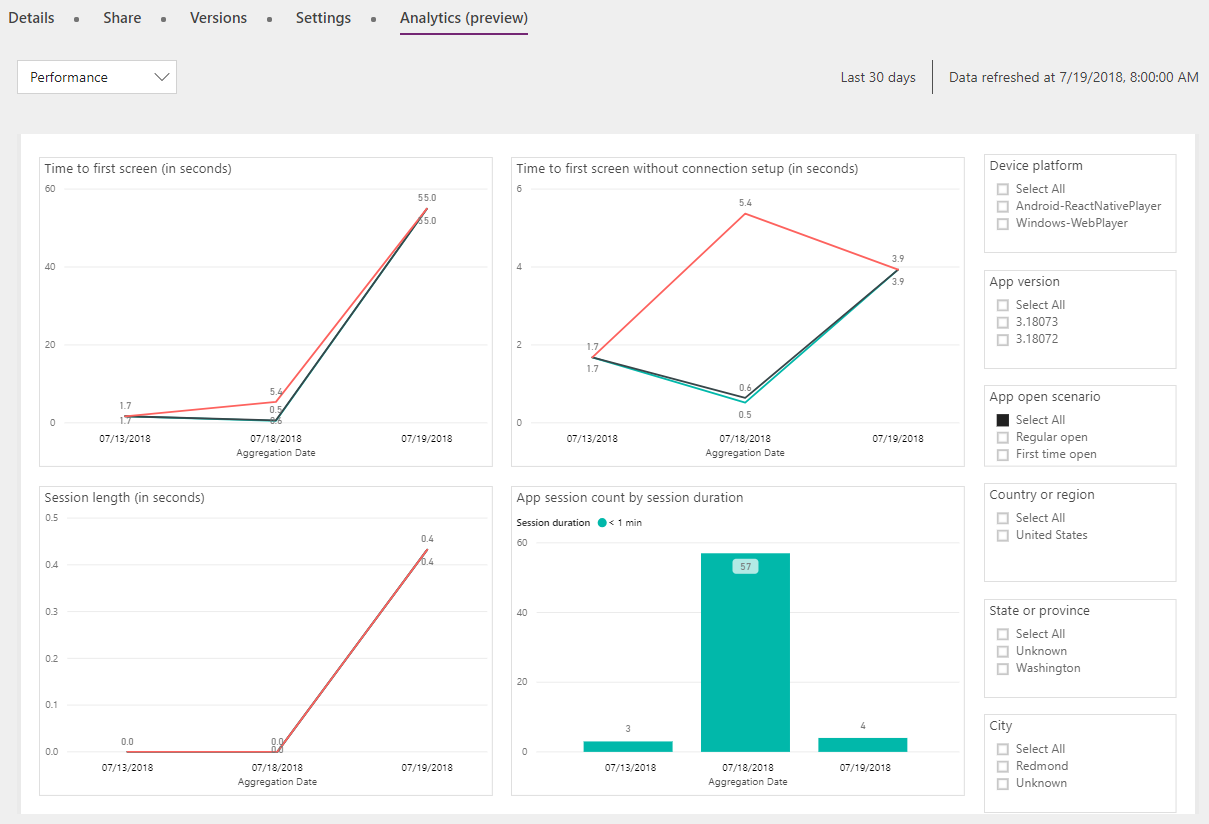 Details • Share • Versions • Settings • Analytics (preview)
Performance
Last 30 days
Data refreshed at 7/19/2018, 8:00:00 AM
Time to first screen (in seconds)
60
40
20
0
1.7
1.7
5.4
0.5
0.6
55.0
55.0
07/13/2018 07/18/2018 07/19/2018
Aggregation Date
Time to first screen without connection setup (in seconds)
6
4
2
0
1.7
1.7
5.4
0.6
0.5
3.9
3.9
07/13/2018 07/18/2018 07/19/2018
Aggregation Date
Session length (in seconds)
0.5
0.4
0.3
0.2
0.1
0.0
0.0
0.0
0.0
0.4
0.4
07/13/2018 07/18/2018 07/19/2018
Aggregation Date
App session count by session duration
Session duration < 1 min
60
40
20
0
3
57
4
07/13/2018 07/18/2018 07/19/2018
Aggregation Date
Device platform
Select All
Android-ReactNativePlayer
Windows-WebPlayer
App version
Select All
3.18073
3.18072
App open scenario
Select All
Regular open
First time open
Country or region
Select All
United States
State or province
Select All
Unknown
Washington
City
Select All
Redmond
Unknown